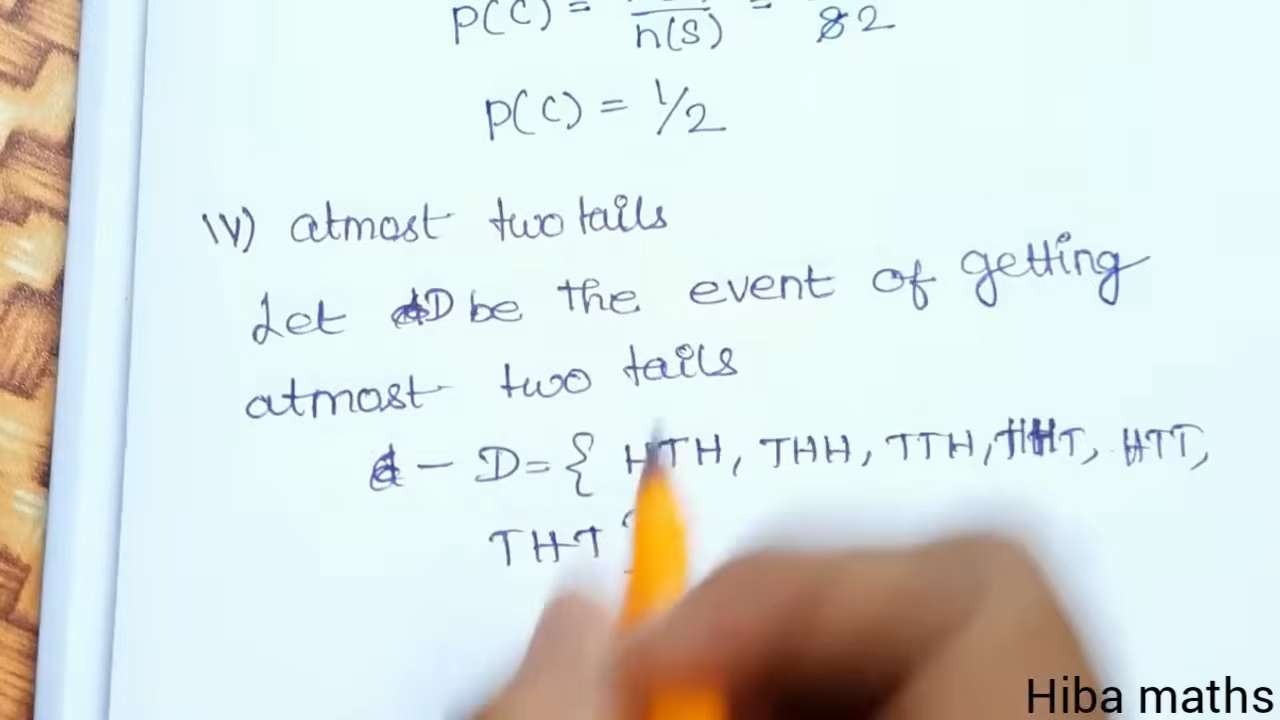 P(C) = n(S) = 82
P(C) = 1/2
IV) atmost two tails
Let D be the event of getting
atmost two tails
- D = { HTH, THH, TTH, HHT, HTT,
THT }
Hiba maths